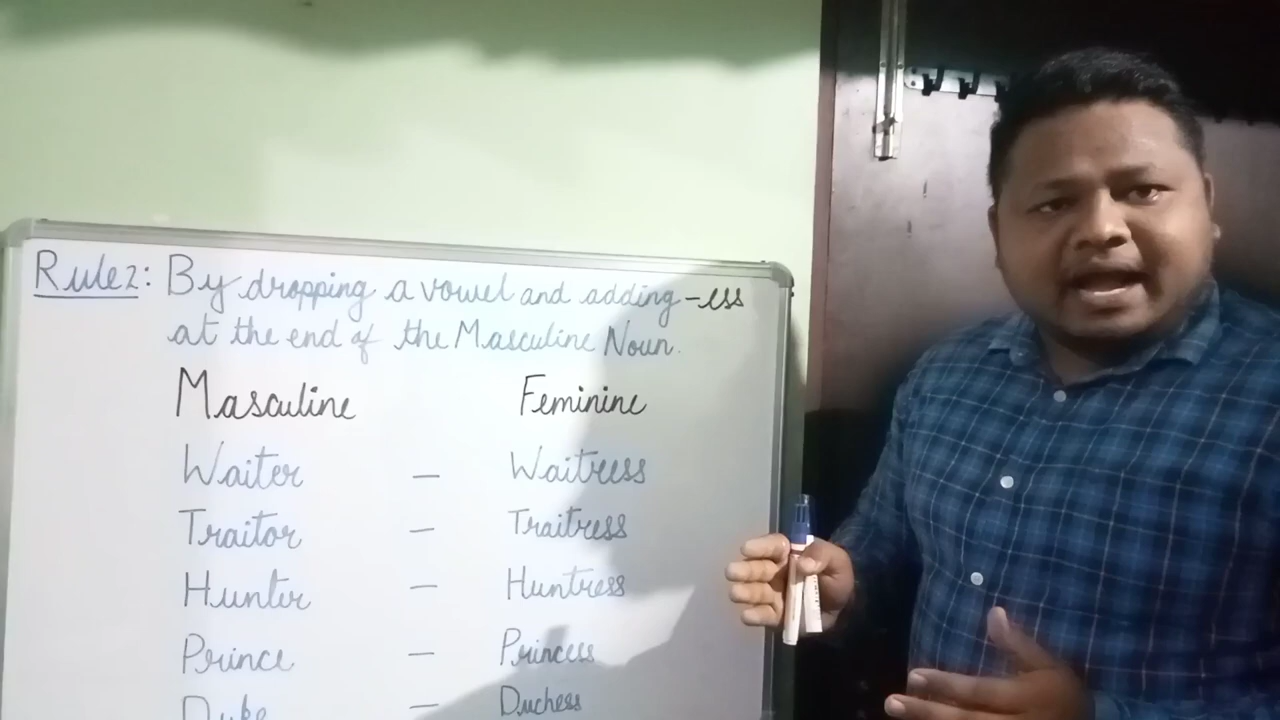 Rule2: By dropping a vowel and adding -ess
at the end of the Masculine Noun.
Masculine Feminine
Waiter — Waitress
Traitor — Traitress
Hunter — Huntress
Prince — Princess
Duke Duchess